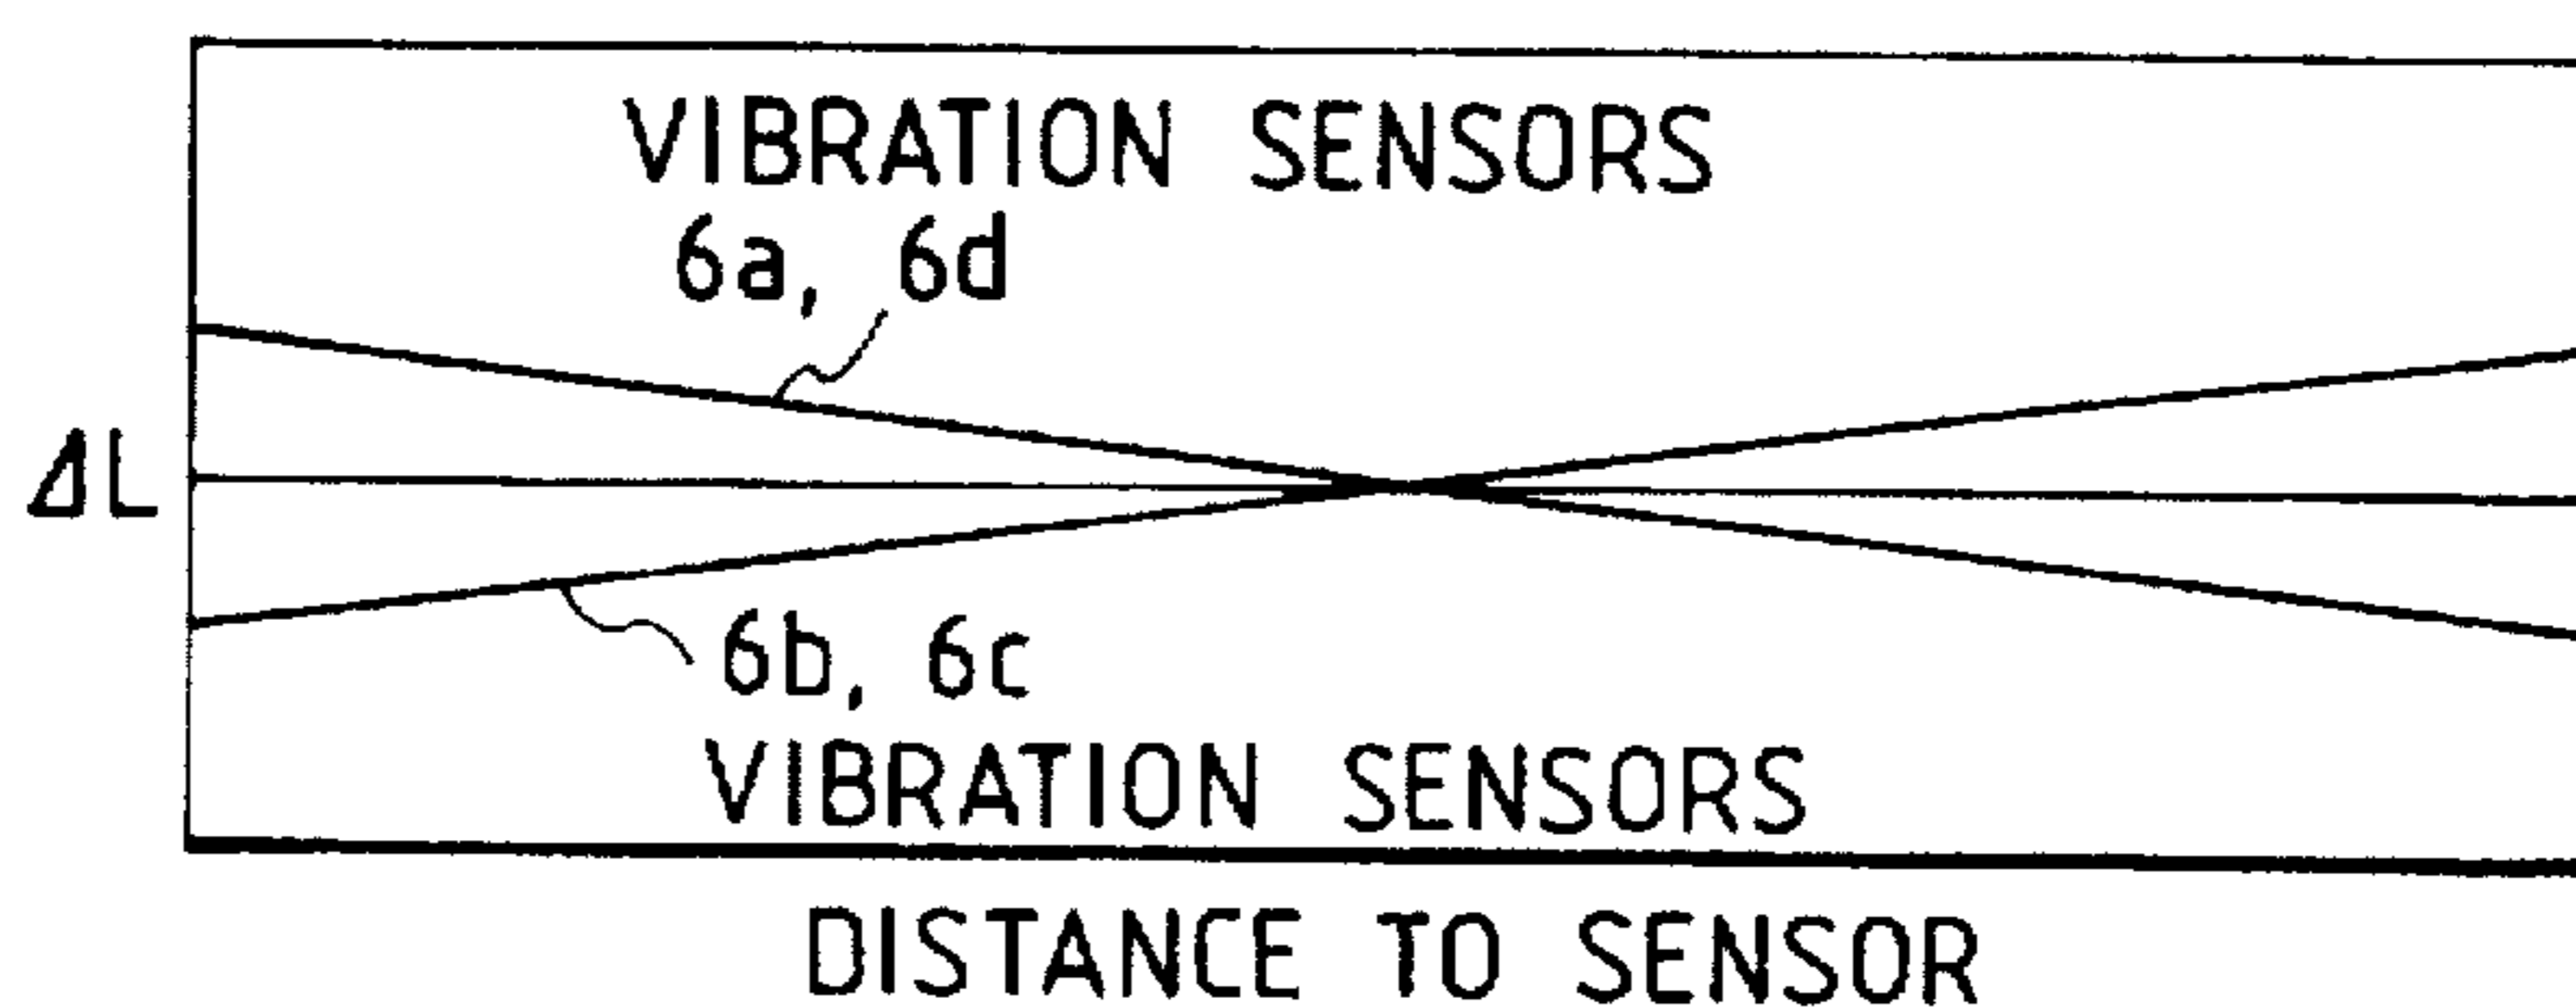 VIBRATION SENSORS
6a, 6d
ΔL
6b, 6c
VIBRATION SENSORS
DISTANCE TO SENSOR